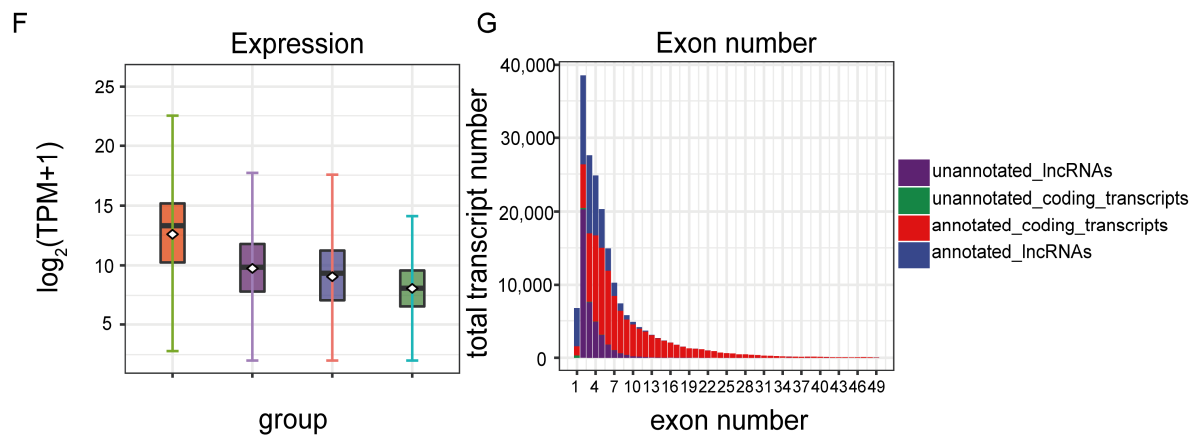 F
Expression
log2(TPM+1)
25
20
15
10
5
group
G
Exon number
total transcript number
40,000
30,000
20,000
10,000
0
1 4 7 10 13 16 19 22 25 28 31 34 37 40 43 46 49
exon number
unannotated_lncRNAs
unannotated_coding_transcripts
annotated_coding_transcripts
annotated_lncRNAs